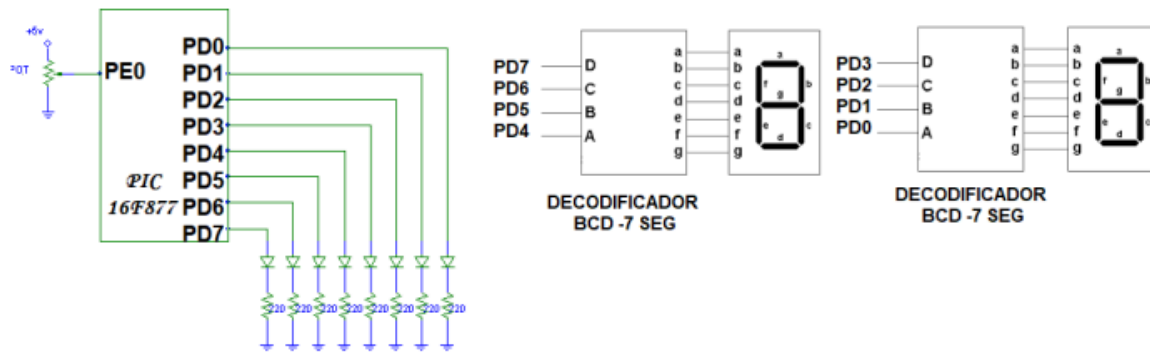 +5v
PE0
PD0
PD1
PD2
PD3
PD4
PD5
PD6
PD7
PIC
16F877
220 220 220 220 220 220 220 220
PD7
PD6
PD5
PD4
D
C
B
A
a
b
c
d
e
f
g
a
b
c
d
e
f
g
a
f
b
g
e
c
d
DECODIFICADOR
BCD -7 SEG
PD3
PD2
PD1
PD0
D
C
B
A
a
b
c
d
e
f
g
a
b
c
d
e
f
g
a
f
b
g
e
c
d
DECODIFICADOR
BCD -7 SEG